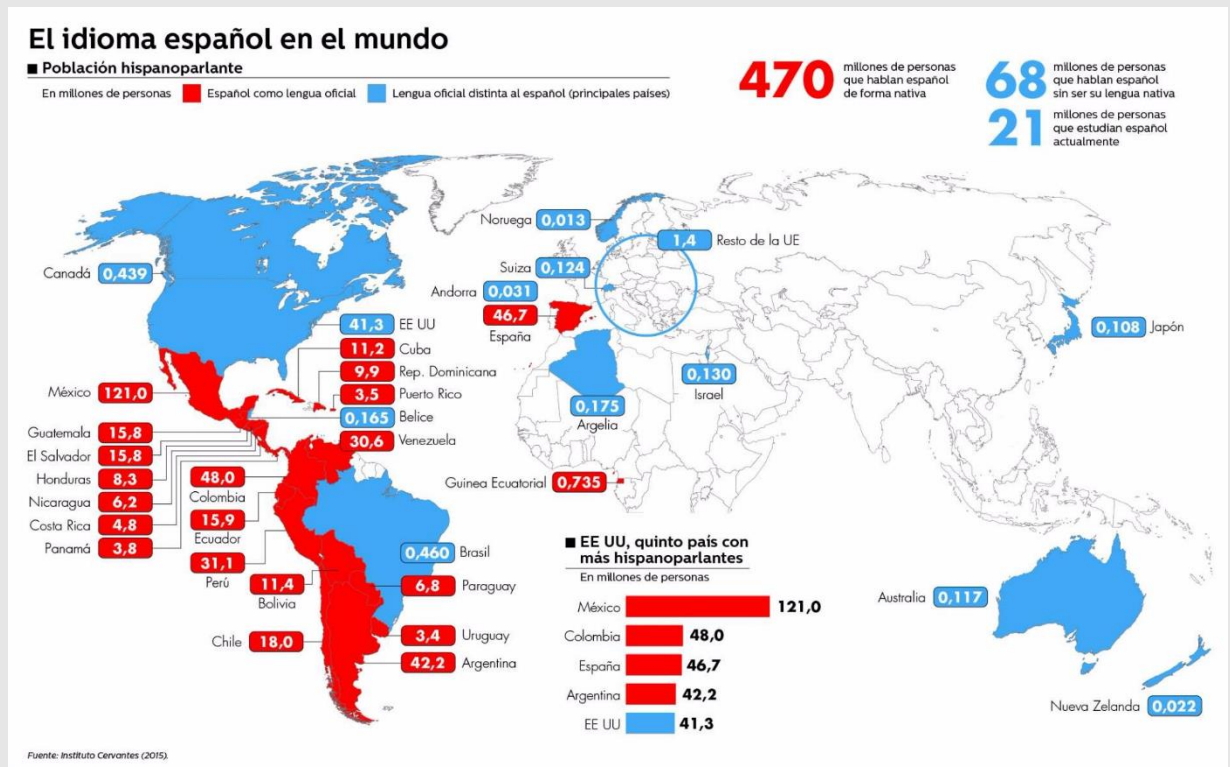 El idioma español en el mundo
■ Población hispanoparlante
En millones de personas Español como lengua oficial Lengua oficial distinta al español (principales países)
470
millones de personas
que hablan español
de forma nativa
68
millones de personas
que hablan español
sin ser su lengua nativa
21
millones de personas
que estudian español
actualmente
Canadá 0,439
41,3 EE UU
11,2 Cuba
9,9 Rep. Dominicana
3,5 Puerto Rico
0,165 Belice
30,6 Venezuela
México 121,0
Guatemala 15,8
El Salvador 15,8
Honduras 8,3
Nicaragua 6,2
Costa Rica 4,8
Panamá 3,8
48,0
Colombia
15,9
Ecuador
31,1
Perú
11,4
Bolivia
Chile 18,0
0,460 Brasil
6,8 Paraguay
3,4 Uruguay
42,2 Argentina
Noruega 0,013
1,4 Resto de la UE
Suiza 0,124
Andorra 0,031
46,7
España
0,175
Argelia
0,130
Israel
Guinea Ecuatorial 0,735
0,108 Japón
Australia 0,117
Nueva Zelanda 0,022
■ EE UU, quinto país con
más hispanoparlantes
En millones de personas
México 121,0
Colombia 48,0
España 46,7
Argentina 42,2
EE UU 41,3
Fuente: Instituto Cervantes (2015).